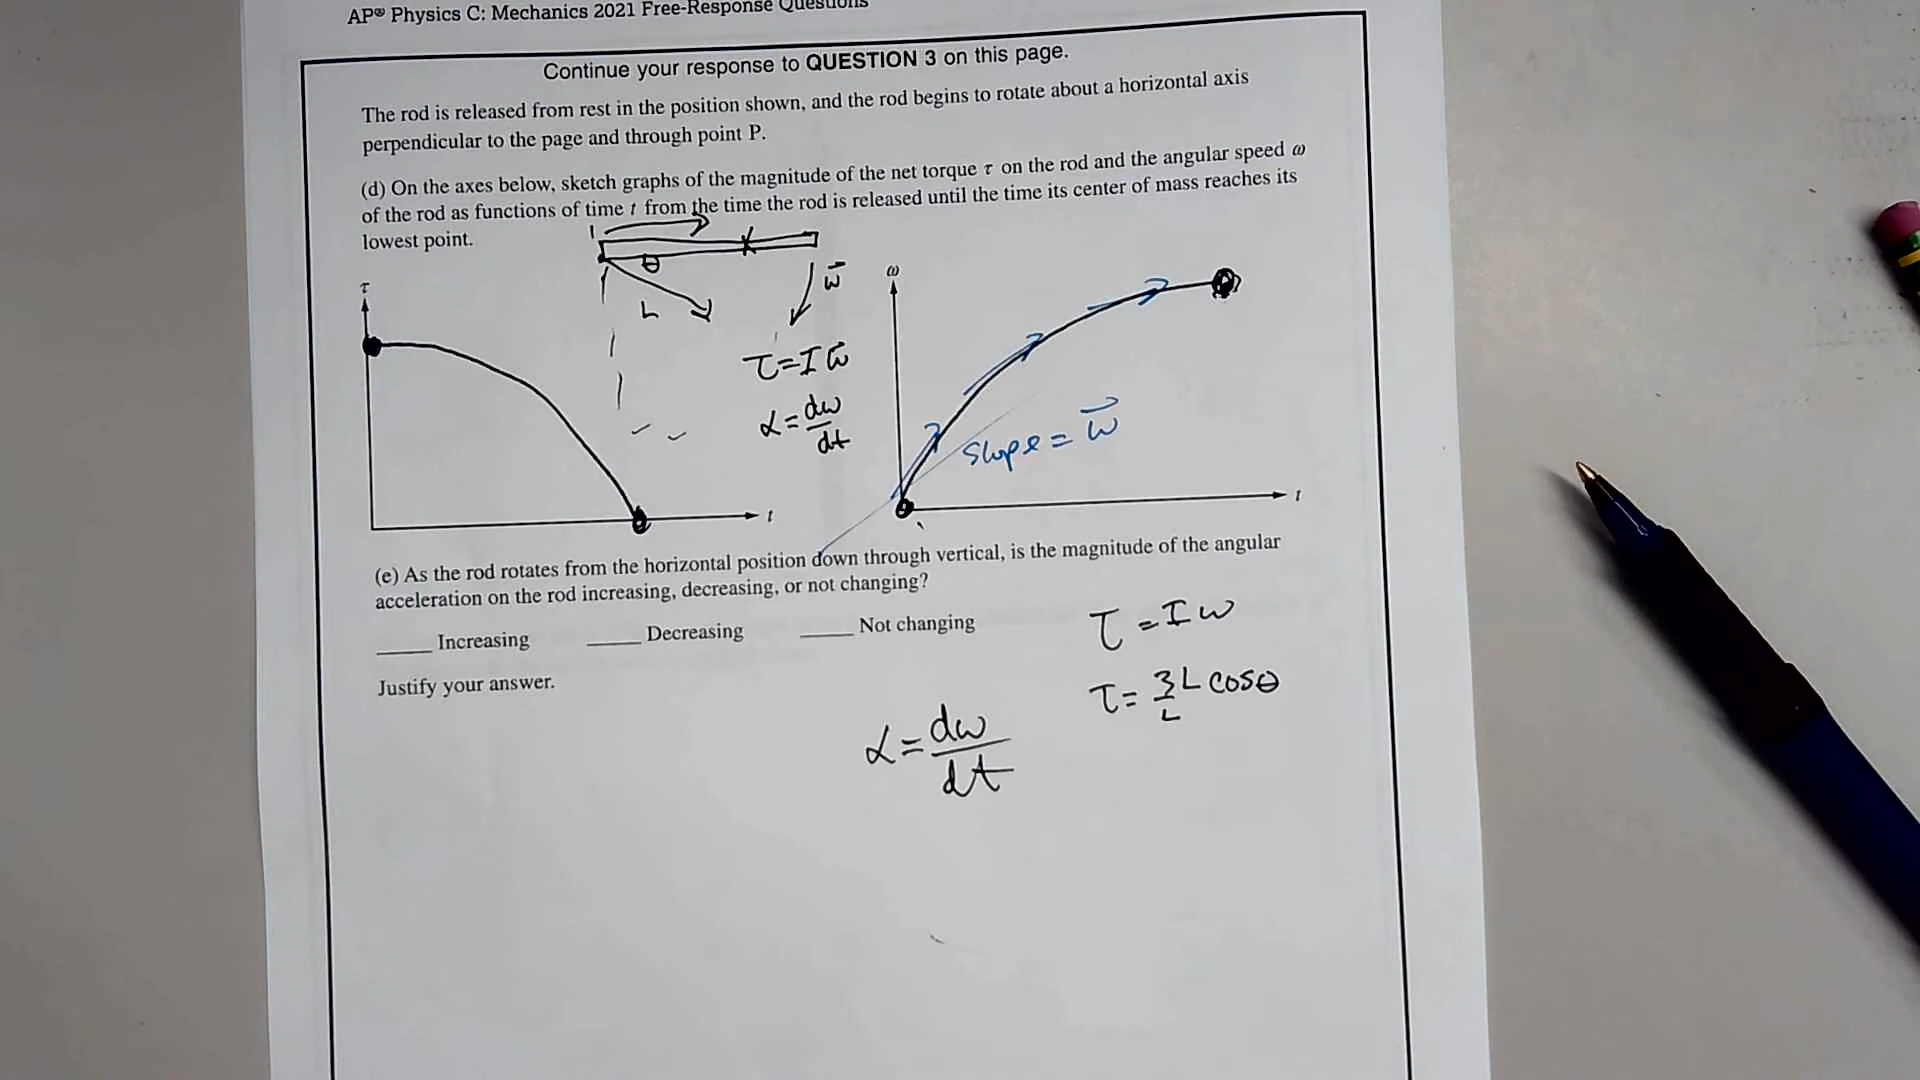 AP® Physics C: Mechanics 2021 Free-Response Questions
Continue your response to QUESTION 3 on this page.
The rod is released from rest in the position shown, and the rod begins to rotate about a horizontal axis
perpendicular to the page and through point P.
(d) On the axes below, sketch graphs of the magnitude of the net torque τ on the rod and the angular speed ω
of the rod as functions of time t from the time the rod is released until the time its center of mass reaches its
lowest point.
θ
L
w⃗
τ
ω
τ=Iw⃗
α=dw/dt
slope = w⃗
t
t
(e) As the rod rotates from the horizontal position down through vertical, is the magnitude of the angular
acceleration on the rod increasing, decreasing, or not changing?
____ Increasing ____ Decreasing ____ Not changing
τ=Iw
Justify your answer.
τ= 3/L L cosθ
α=dw/dt